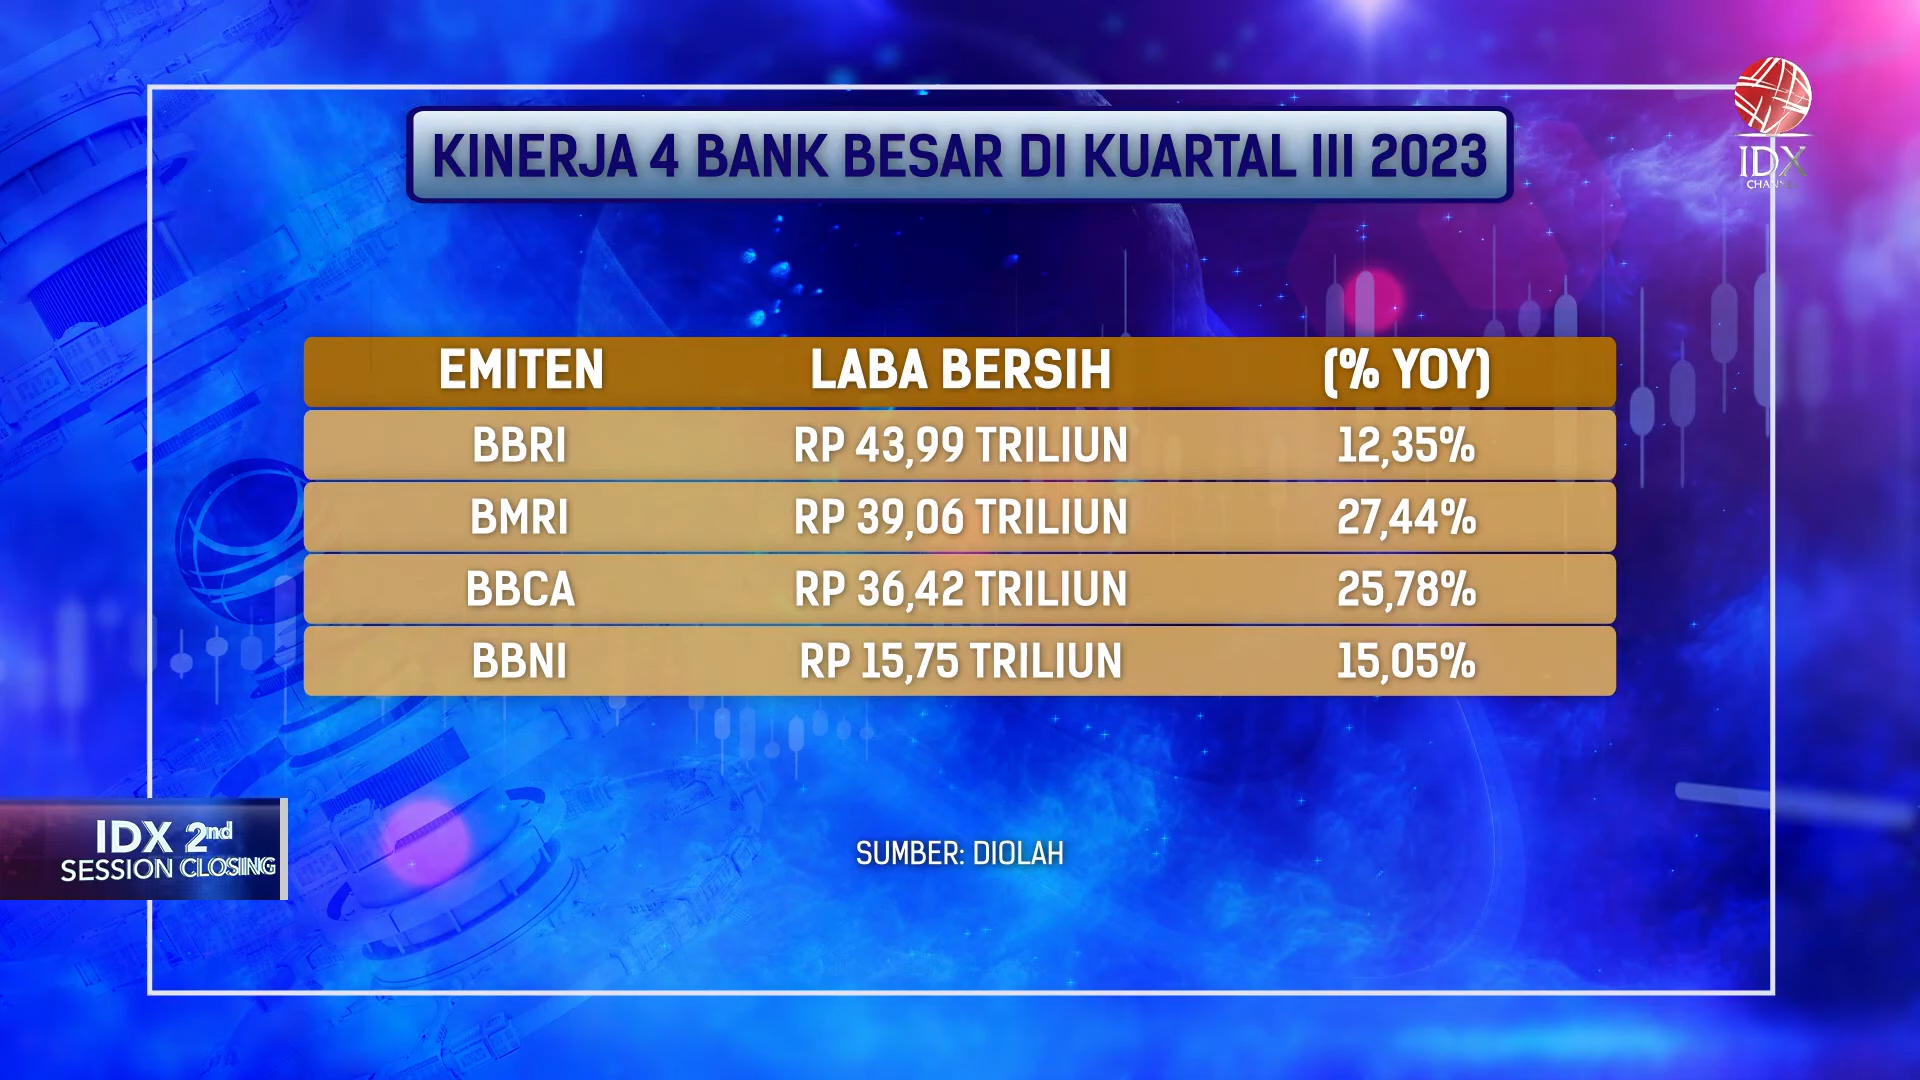 KINERJA 4 BANK BESAR DI KUARTAL III 2023
IDX
CHANNEL
EMITEN LABA BERSIH (% YOY)
BBRI RP 43,99 TRILIUN 12,35%
BMRI RP 39,06 TRILIUN 27,44%
BBCA RP 36,42 TRILIUN 25,78%
BBNI RP 15,75 TRILIUN 15,05%
IDX 2nd
SESSION CLOSING
SUMBER: DIOLAH